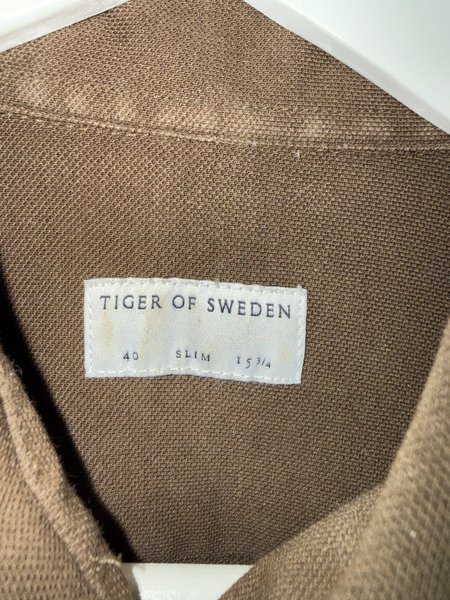 TIGER OF SWEDEN
40 SLIM 15 3/4